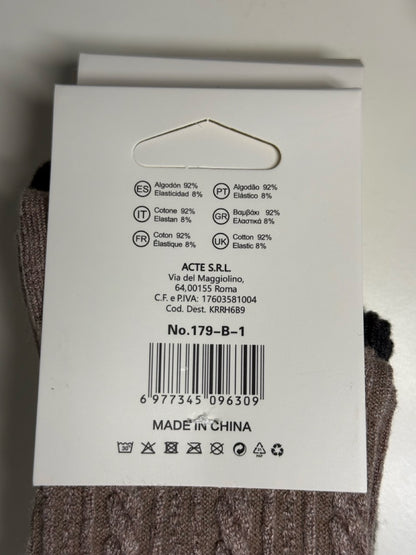 ES Algodón 92% PT Algodão 92%
Elasticidad 8% Elástico 8%
IT Cotone 92% GR Βαμβάκι 92%
Elastan 8% Ελαστικά 8%
FR Coton 92% UK Cotton 92%
Élastique 8% Elastic 8%
ACTE S.R.L.
Via del Maggiolino,
64,00155 Roma
C.F. e P.IVA: 17603581004
Cod. Dest. KRRH6B9
No.179-B-1
6 977345 096309
MADE IN CHINA
30